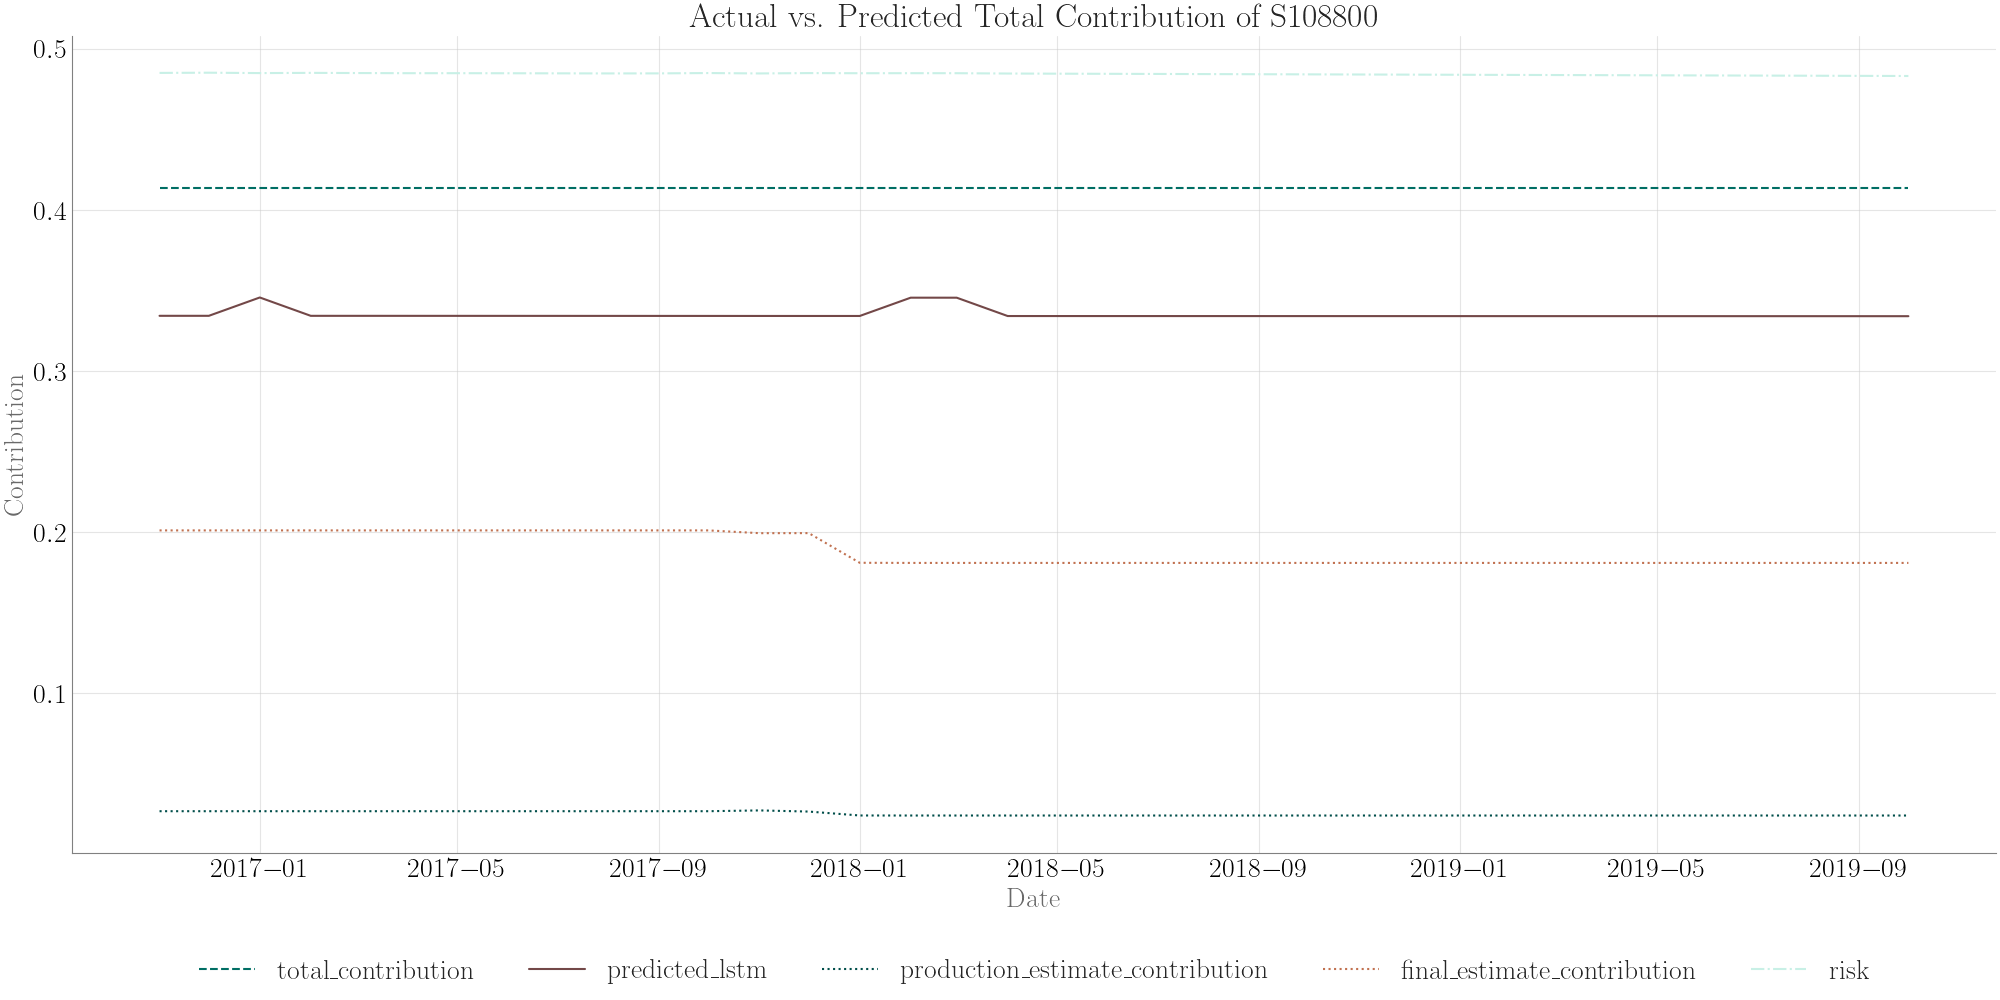 Actual vs. Predicted Total Contribution of S108800
0.5
0.4
0.3
0.2
0.1
Contribution
2017–01 2017–05 2017–09 2018–01 2018–05 2018–09 2019–01 2019–05 2019–09
Date
total_contribution predicted_lstm production_estimate_contribution final_estimate_contribution risk